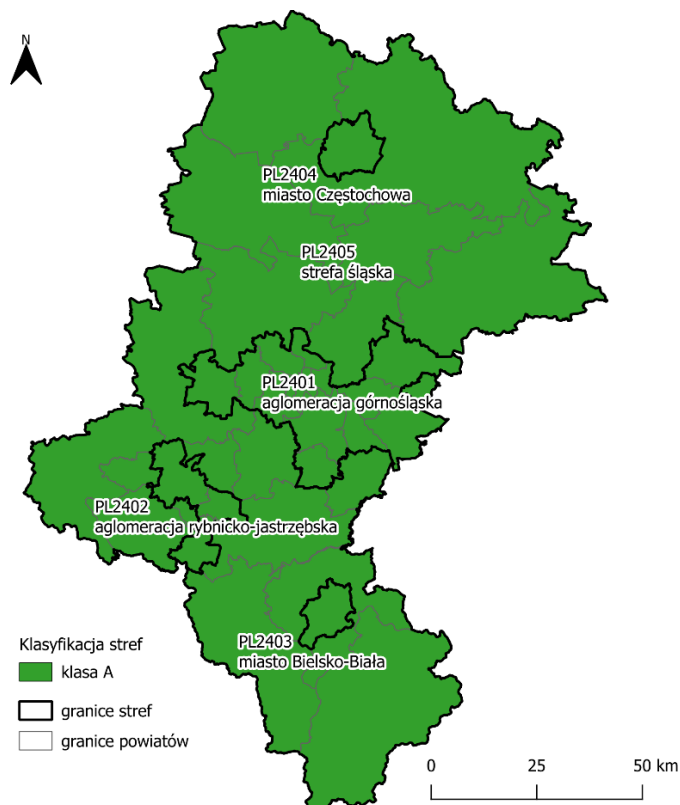 N
PL2404
miasto Częstochowa
PL2405
strefa śląska
PL2401
aglomeracja górnośląska
PL2402
aglomeracja rybnicko-jastrzębska
PL2403
miasto Bielsko-Biała
Klasyfikacja stref
klasa A
granice stref
granice powiatów
0 25 50 km